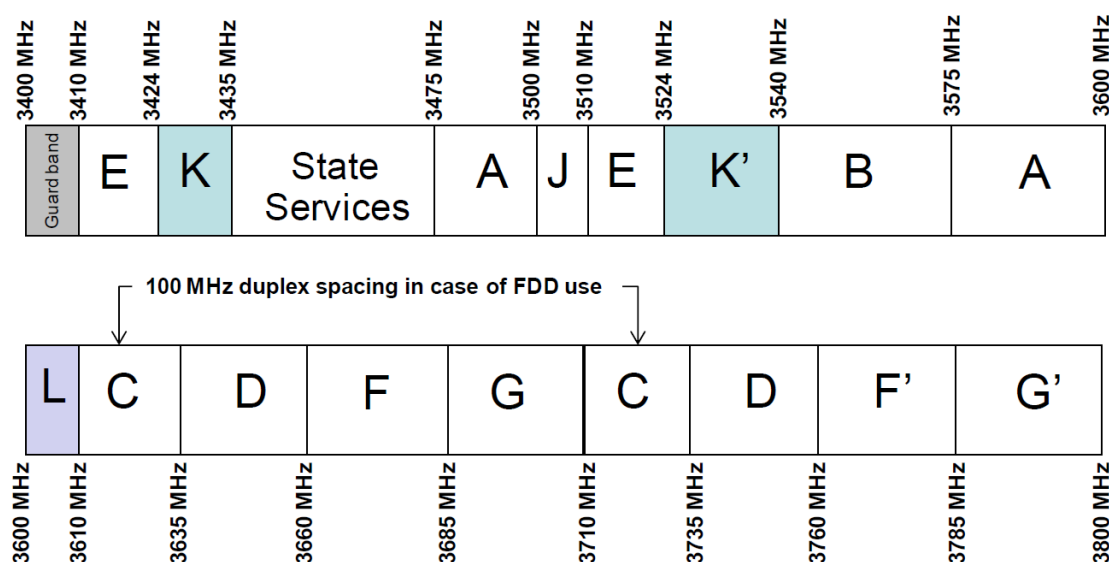 3400 MHz
3410 MHz
3424 MHz
3435 MHz
3475 MHz
3500 MHz
3510 MHz
3524 MHz
3540 MHz
3575 MHz
3600 MHz
Guard band
E
K
State
Services
A
J
E
K’
B
A
100 MHz duplex spacing in case of FDD use
L
C
D
F
G
C
D
F’
G’
3600 MHz
3610 MHz
3635 MHz
3660 MHz
3685 MHz
3710 MHz
3735 MHz
3760 MHz
3785 MHz
3800 MHz